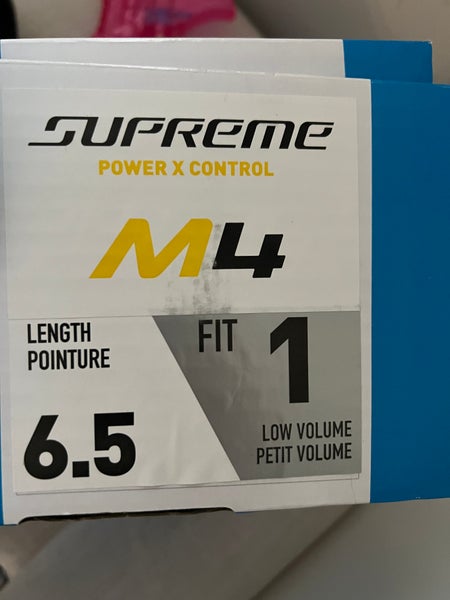 SUPREME
POWER X CONTROL
M4
LENGTH
POINTURE
6.5
FIT 1
LOW VOLUME
PETIT VOLUME